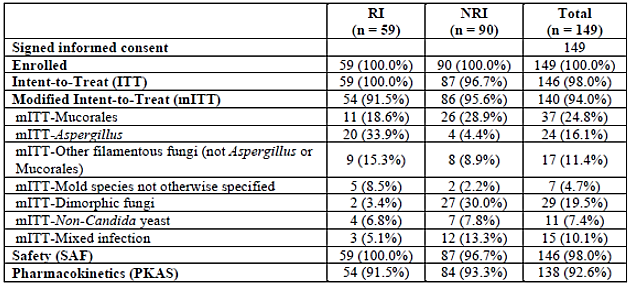 RI NRI Total
(n = 59) (n = 90) (n = 149)
Signed informed consent 149
Enrolled 59 (100.0%) 90 (100.0%) 149 (100.0%)
Intent-to-Treat (ITT) 59 (100.0%) 87 (96.7%) 146 (98.0%)
Modified Intent-to-Treat (mITT) 54 (91.5%) 86 (95.6%) 140 (94.0%)
mITT-Mucorales 11 (18.6%) 26 (28.9%) 37 (24.8%)
mITT-Aspergillus 20 (33.9%) 4 (4.4%) 24 (16.1%)
mITT-Other filamentous fungi (not Aspergillus or
Mucorales) 9 (15.3%) 8 (8.9%) 17 (11.4%)
mITT-Mold species not otherwise specified 5 (8.5%) 2 (2.2%) 7 (4.7%)
mITT-Dimorphic fungi 2 (3.4%) 27 (30.0%) 29 (19.5%)
mITT-Non-Candida yeast 4 (6.8%) 7 (7.8%) 11 (7.4%)
mITT-Mixed infection 3 (5.1%) 12 (13.3%) 15 (10.1%)
Safety (SAF) 59 (100.0%) 87 (96.7%) 146 (98.0%)
Pharmacokinetics (PKAS) 54 (91.5%) 84 (93.3%) 138 (92.6%)